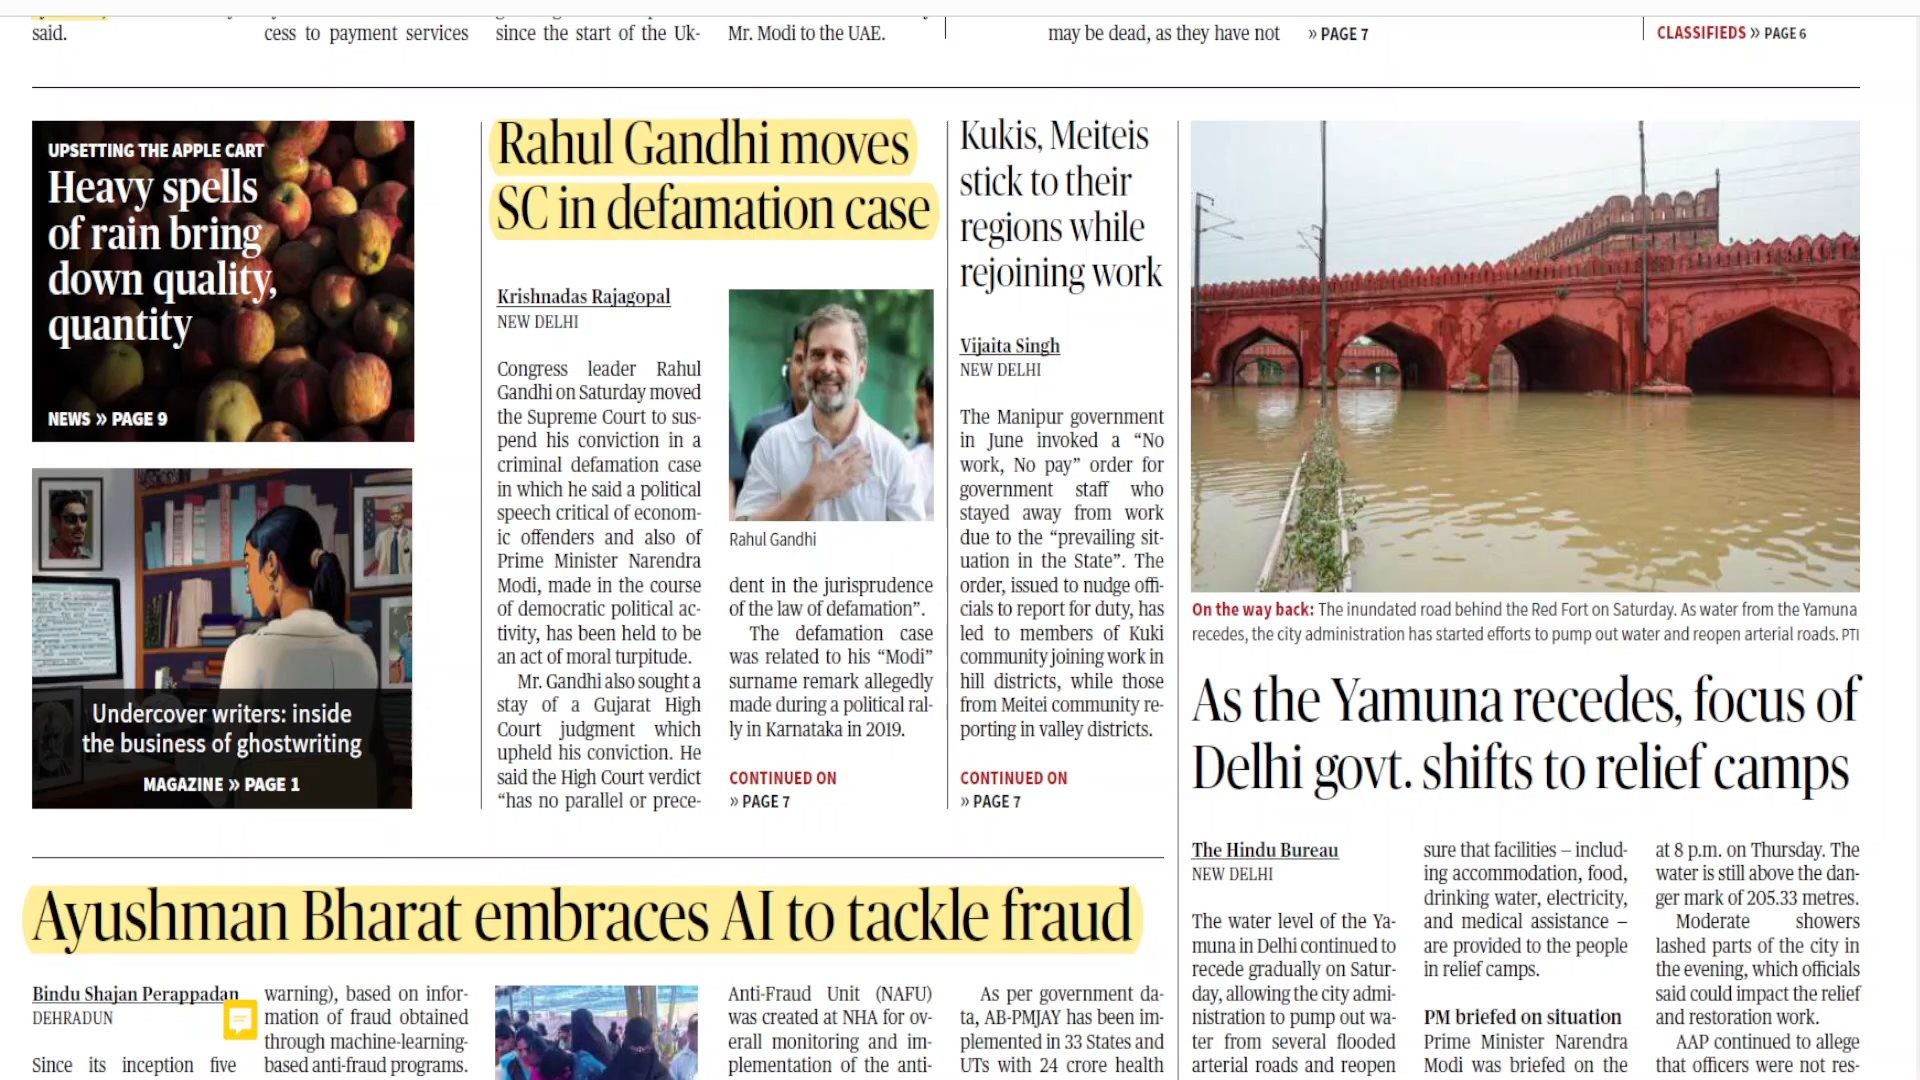 said.
cess to payment services
since the start of the Uk-
Mr. Modi to the UAE.
may be dead, as they have not
» PAGE 7
CLASSIFIEDS » PAGE 6
UPSETTING THE APPLE CART
Heavy spells
of rain bring
down quality,
quantity
NEWS » PAGE 9
Undercover writers: inside
the business of ghostwriting
MAGAZINE » PAGE 1
Rahul Gandhi moves
SC in defamation case
Krishnadas Rajagopal
NEW DELHI
Congress leader Rahul
Gandhi on Saturday moved
the Supreme Court to sus-
pend his conviction in a
criminal defamation case
in which he said a political
speech critical of econom-
ic offenders and also of
Prime Minister Narendra
Modi, made in the course
of democratic political ac-
tivity, has been held to be
an act of moral turpitude.
Mr. Gandhi also sought a
stay of a Gujarat High
Court judgment which
upheld his conviction. He
said the High Court verdict
“has no parallel or prece-
Rahul Gandhi
dent in the jurisprudence
of the law of defamation”.
The defamation case
was related to his “Modi”
surname remark allegedly
made during a political ral-
ly in Karnataka in 2019.
CONTINUED ON
» PAGE 7
Kukis, Meiteis
stick to their
regions while
rejoining work
Vijaita Singh
NEW DELHI
The Manipur government
in June invoked a “No
work, No pay” order for
government staff who
stayed away from work
due to the “prevailing sit-
uation in the State”. The
order, issued to nudge offi-
cials to report for duty, has
led to members of Kuki
community joining work in
hill districts, while those
from Meitei community re-
porting in valley districts.
CONTINUED ON
» PAGE 7
On the way back: The inundated road behind the Red Fort on Saturday. As water from the Yamuna
recedes, the city administration has started efforts to pump out water and reopen arterial roads. PTI
As the Yamuna recedes, focus of
Delhi govt. shifts to relief camps
The Hindu Bureau
NEW DELHI
The water level of the Ya-
muna in Delhi continued to
recede gradually on Satur-
day, allowing the city admi-
nistration to pump out wa-
ter from several flooded
arterial roads and reopen
sure that facilities – includ-
ing accommodation, food,
drinking water, electricity,
and medical assistance –
are provided to the people
in relief camps.
PM briefed on situation
Prime Minister Narendra
Modi was briefed on the
at 8 p.m. on Thursday. The
water is still above the dan-
ger mark of 205.33 metres.
Moderate showers
lashed parts of the city in
the evening, which officials
said could impact the relief
and restoration work.
AAP continued to allege
that officers were not res-
Ayushman Bharat embraces AI to tackle fraud
Bindu Shajan Perappadan
DEHRADUN
Since its inception five
warning), based on infor-
mation of fraud obtained
through machine-learning-
based anti-fraud programs.
Anti-Fraud Unit (NAFU)
was created at NHA for ov-
erall monitoring and im-
plementation of the anti-
As per government da-
ta, AB-PMJAY has been im-
plemented in 33 States and
UTs with 24 crore health